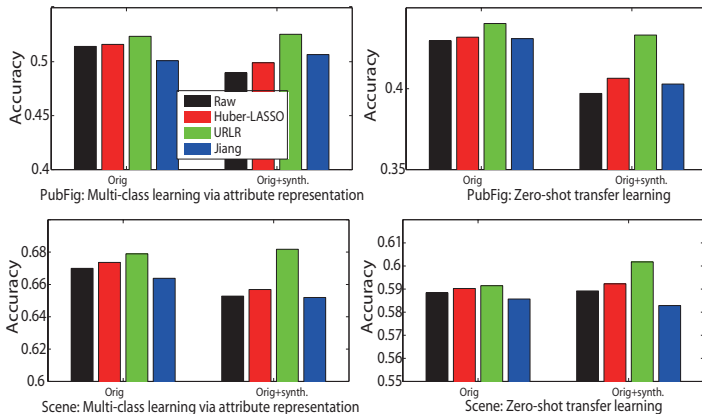 Accuracy
0.5
0.45
0.4
Raw
Huber-LASSO
URLR
Jiang
Orig
Orig+synth.
PubFig: Multi-class learning via attribute representation
Accuracy
0.4
0.35
Orig
Orig+synth.
PubFig: Zero-shot transfer learning
Accuracy
0.68
0.66
0.64
0.62
0.6
Orig
Orig+synth.
Scene: Multi-class learning via attribute representation
Accuracy
0.61
0.6
0.59
0.58
0.57
0.56
0.55
Orig
Orig+synth.
Scene: Zero-shot transfer learning